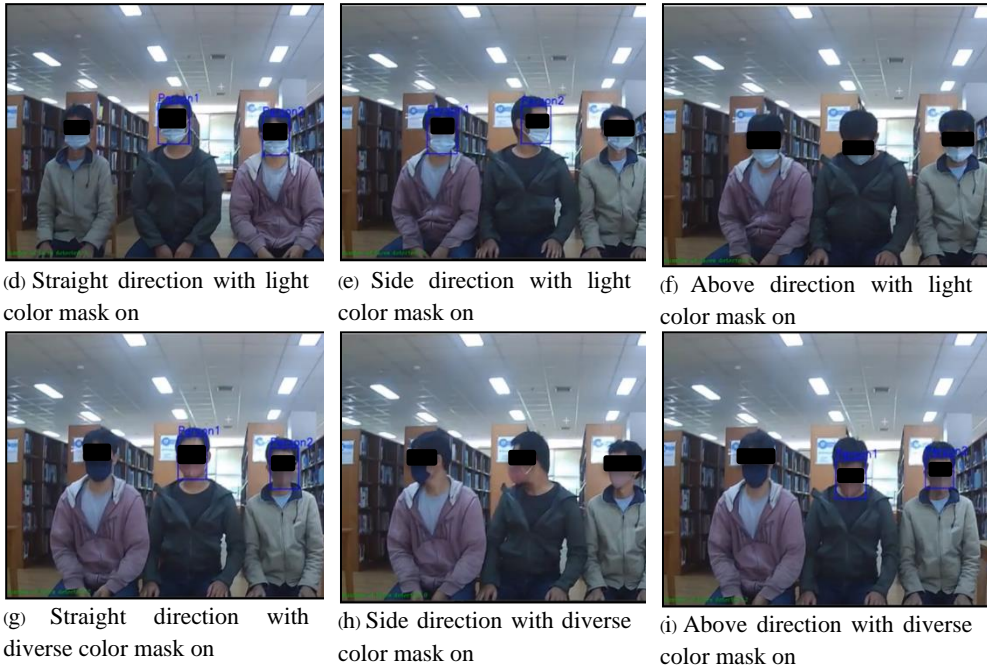 Person1
Person2
Person1
Person2
(d) Straight direction with light
color mask on
(e) Side direction with light
color mask on
(f) Above direction with light
color mask on
Person1
Person2
Person1
Person2
(g) Straight direction with
diverse color mask on
(h) Side direction with diverse
color mask on
(i) Above direction with diverse
color mask on